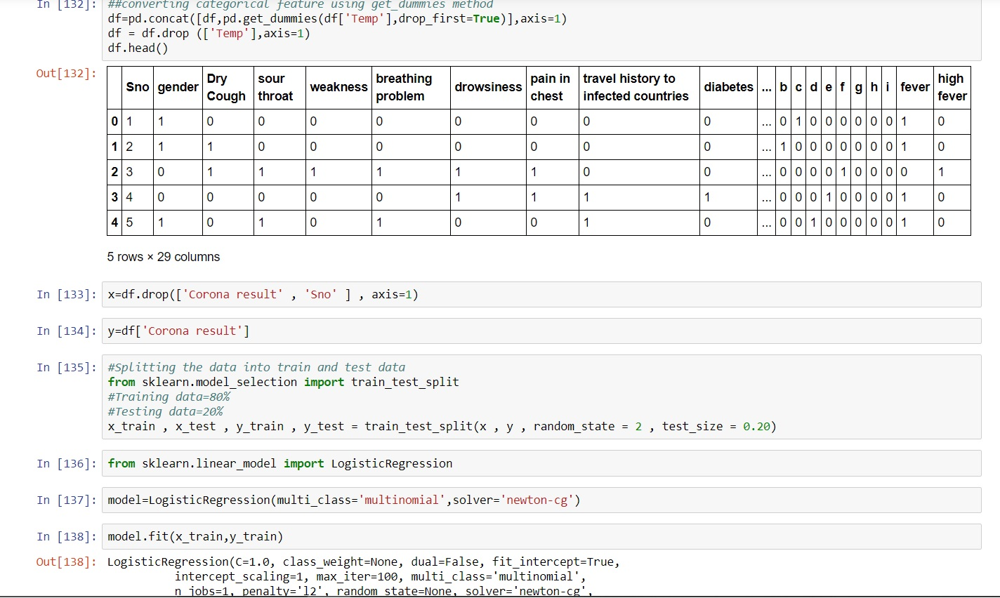 In [132]: ##converting categorical feature using get_dummies method
df=pd.concat([df,pd.get_dummies(df['Temp'],drop_first=True)],axis=1)
df = df.drop (['Temp'],axis=1)
df.head()
Out[132]:
Sno gender Dry Cough sour throat weakness breathing problem drowsiness pain in chest travel history to infected countries diabetes ... b c d e f g h i fever high fever
0 1 1 0 0 0 0 0 0 0 0 ... 0 1 0 0 0 0 0 0 1 0
1 2 1 1 0 0 0 0 0 0 0 ... 1 0 0 0 0 0 0 0 1 0
2 3 0 1 1 1 1 1 1 0 0 ... 0 0 0 0 1 0 0 0 0 1
3 4 0 0 0 0 0 1 1 1 1 ... 0 0 0 1 0 0 0 0 1 0
4 5 1 0 1 0 1 0 0 1 0 ... 0 0 1 0 0 0 0 0 1 0
5 rows × 29 columns
In [133]: x=df.drop(['Corona result' , 'Sno' ] , axis=1)
In [134]: y=df['Corona result']
In [135]: #Splitting the data into train and test data
from sklearn.model_selection import train_test_split
#Training data=80%
#Testing data=20%
x_train , x_test , y_train , y_test = train_test_split(x , y , random_state = 2 , test_size = 0.20)
In [136]: from sklearn.linear_model import LogisticRegression
In [137]: model=LogisticRegression(multi_class='multinomial',solver='newton-cg')
In [138]: model.fit(x_train,y_train)
Out[138]: LogisticRegression(C=1.0, class_weight=None, dual=False, fit_intercept=True,
intercept_scaling=1, max_iter=100, multi_class='multinomial',
n_jobs=1, penalty='l2', random_state=None, solver='newton-cg',